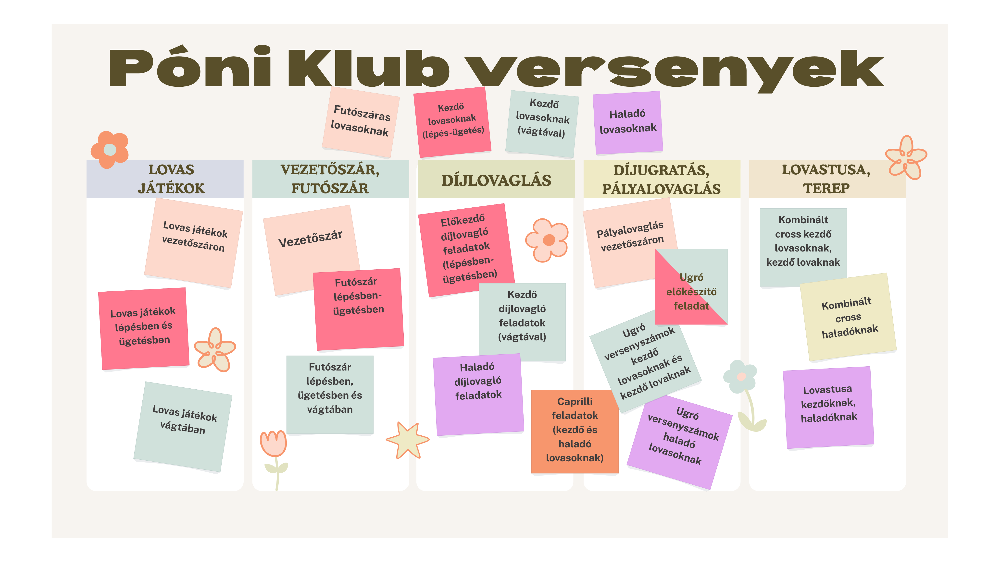 Póni Klub versenyek
Futószáras
lovasoknak
Kezdő
lovasoknak
(lépés-ügetés)
Kezdő
lovasoknak
(vágtával)
Haladó
lovasoknak
LOVAS
JÁTÉKOK
Lovas játékok
vezetőszáron
Lovas játékok
lépésben és
ügetésben
Lovas játékok
vágtában
VEZETŐSZÁR,
FUTÓSZÁR
Vezetőszár
Futószár
lépésben-
ügetésben
Futószár
lépésben,
ügetésben és
vágtában
DÍJLOVAGLÁS
Előkezdő
díjlovagló
feladatok
(lépésben-
ügetésben)
Kezdő
díjlovagló
feladatok
(vágtával)
Haladó
díjlovagló
feladatok
Caprilli
feladatok
(kezdő és
haladó
lovasoknak)
DÍJUGRATÁS,
PÁLYALOVAGLÁS
Pályalovaglás
vezetőszáron
Ugró
előkészítő
feladat
Ugró
versenyszámok
kezdő
lovasoknak és
kezdő lovaknak
Ugró
versenyszámok
haladó
lovasoknak
LOVASTUSA,
TEREP
Kombinált
cross kezdő
lovasoknak,
kezdő lovaknak
Kombinált
cross
haladóknak
Lovastusa
kezdőknek,
haladóknak